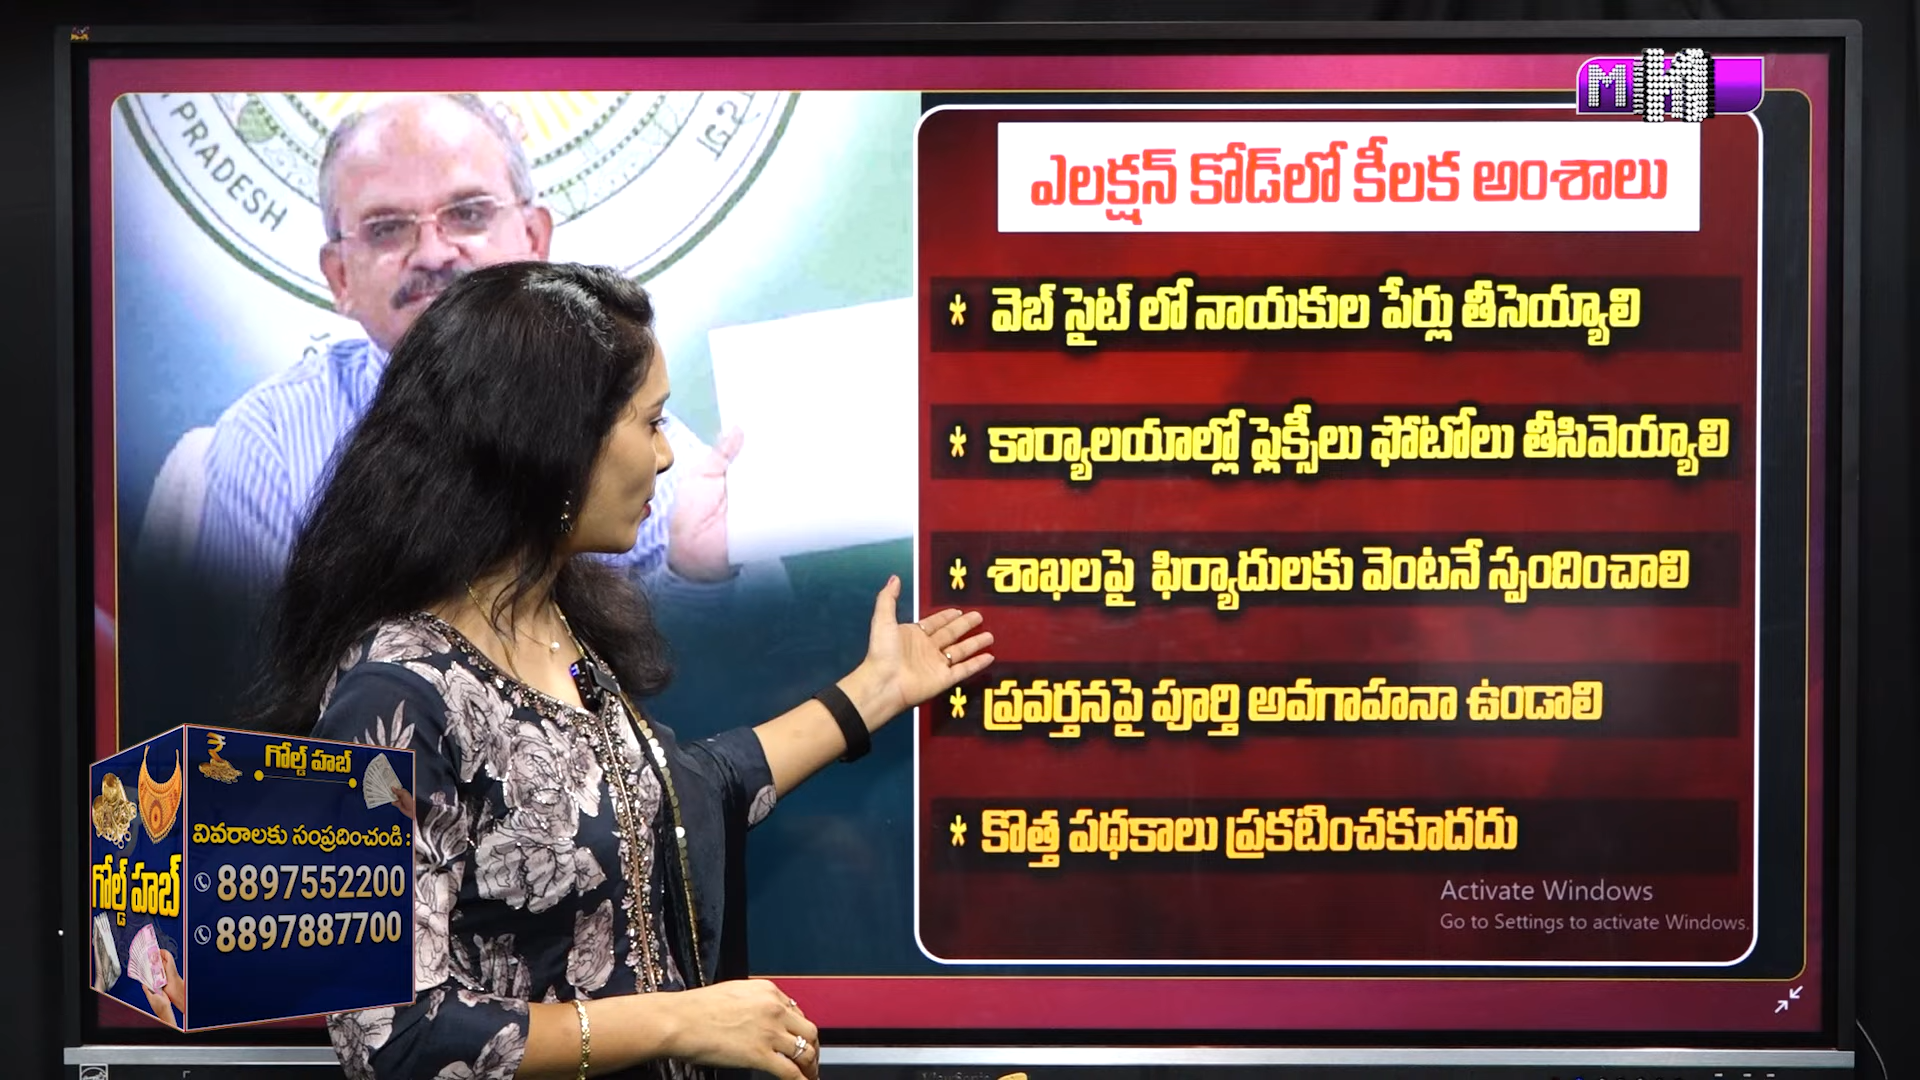 MK
PRADESH
ఎలక్షన్ కోడ్‌లో కీలక అంశాలు
* వెబ్ సైట్ లో నాయకుల పేర్లు తీసెయ్యాలి
* కార్యాలయాల్లో ఫ్లెక్సీలు ఫోటోలు తీసివెయ్యాలి
* శాఖలపై ఫిర్యాదులకు వెంటనే స్పందించాలి
* ప్రవర్తనపై పూర్తి అవగాహనా ఉండాలి
* కొత్త పథకాలు ప్రకటించకూడదు
Activate Windows
Go to Settings to activate Windows.
గోల్డ్ హబ్
గోల్డ్ హబ్
వివరాలకు సంప్రదించండి :
8897552200
8897887700